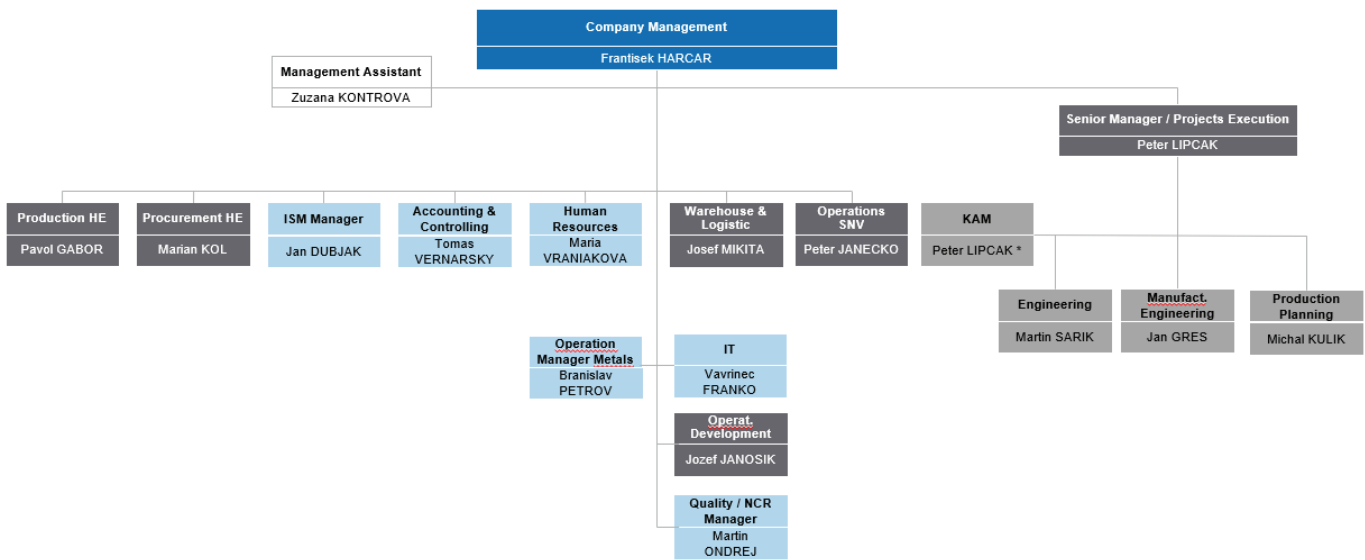 Company Management
Frantisek HARCAR
Management Assistant
Zuzana KONTROVA
Senior Manager / Projects Execution
Peter LIPCAK
Production HE
Pavol GABOR
Procurement HE
Marian KOL
ISM Manager
Jan DUBJAK
Accounting &
Controlling
Tomas
VERNARSKY
Human
Resources
Maria
VRANIAKOVA
Warehouse &
Logistic
Josef MIKITA
Operations
SNV
Peter JANECKO
KAM
Peter LIPCAK *
Engineering
Martin SARIK
Manufact.
Engineering
Jan GRES
Production
Planning
Michal KULIK
Operation
Manager Metals
Branislav
PETROV
IT
Vavrinec
FRANKO
Operat.
Development
Jozef JANOSIK
Quality / NCR
Manager
Martin
ONDREJ